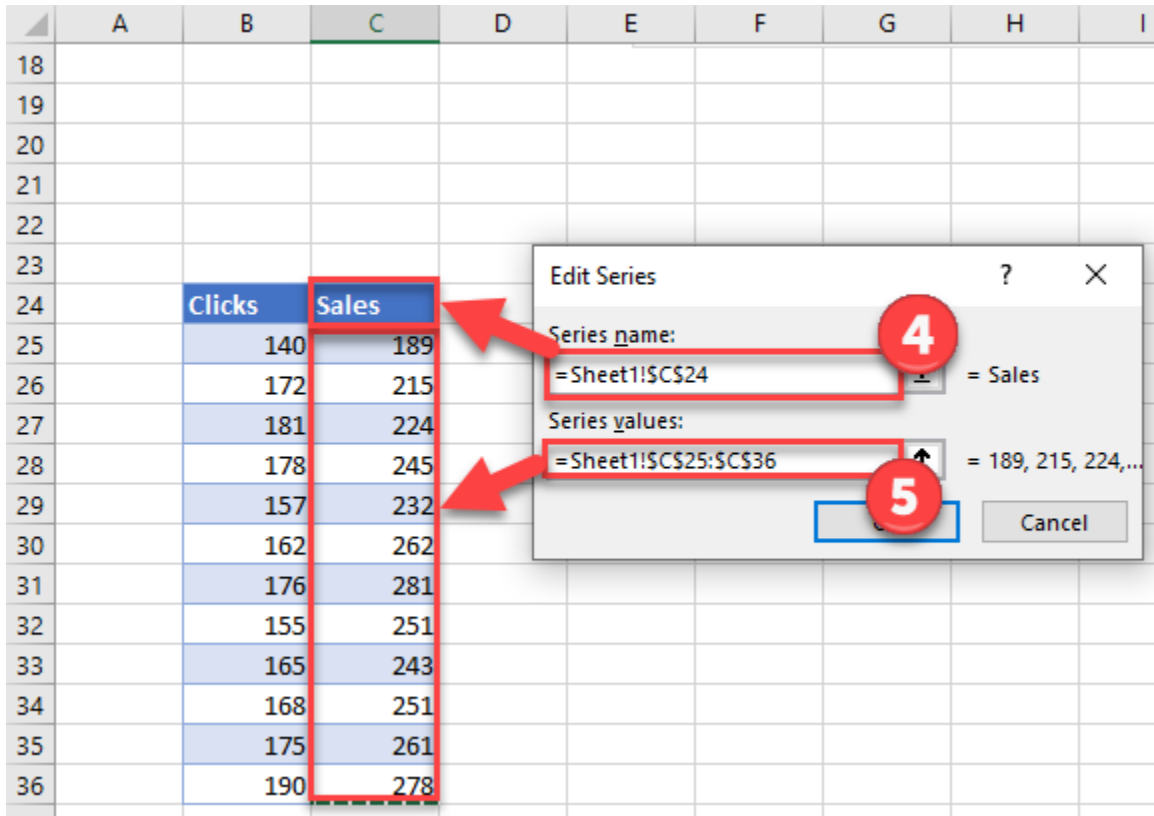 A B C D E F G H I
18
19
20
21
22
23
24 Clicks Sales
25 140 189
26 172 215
27 181 224
28 178 245
29 157 232
30 162 262
31 176 281
32 155 251
33 165 243
34 168 251
35 175 261
36 190 278
Edit Series ? ×
Series name:
4
=Sheet1!$C$24 = Sales
Series values:
=Sheet1!$C$25:$C$36 = 189, 215, 224,...
5
Cancel